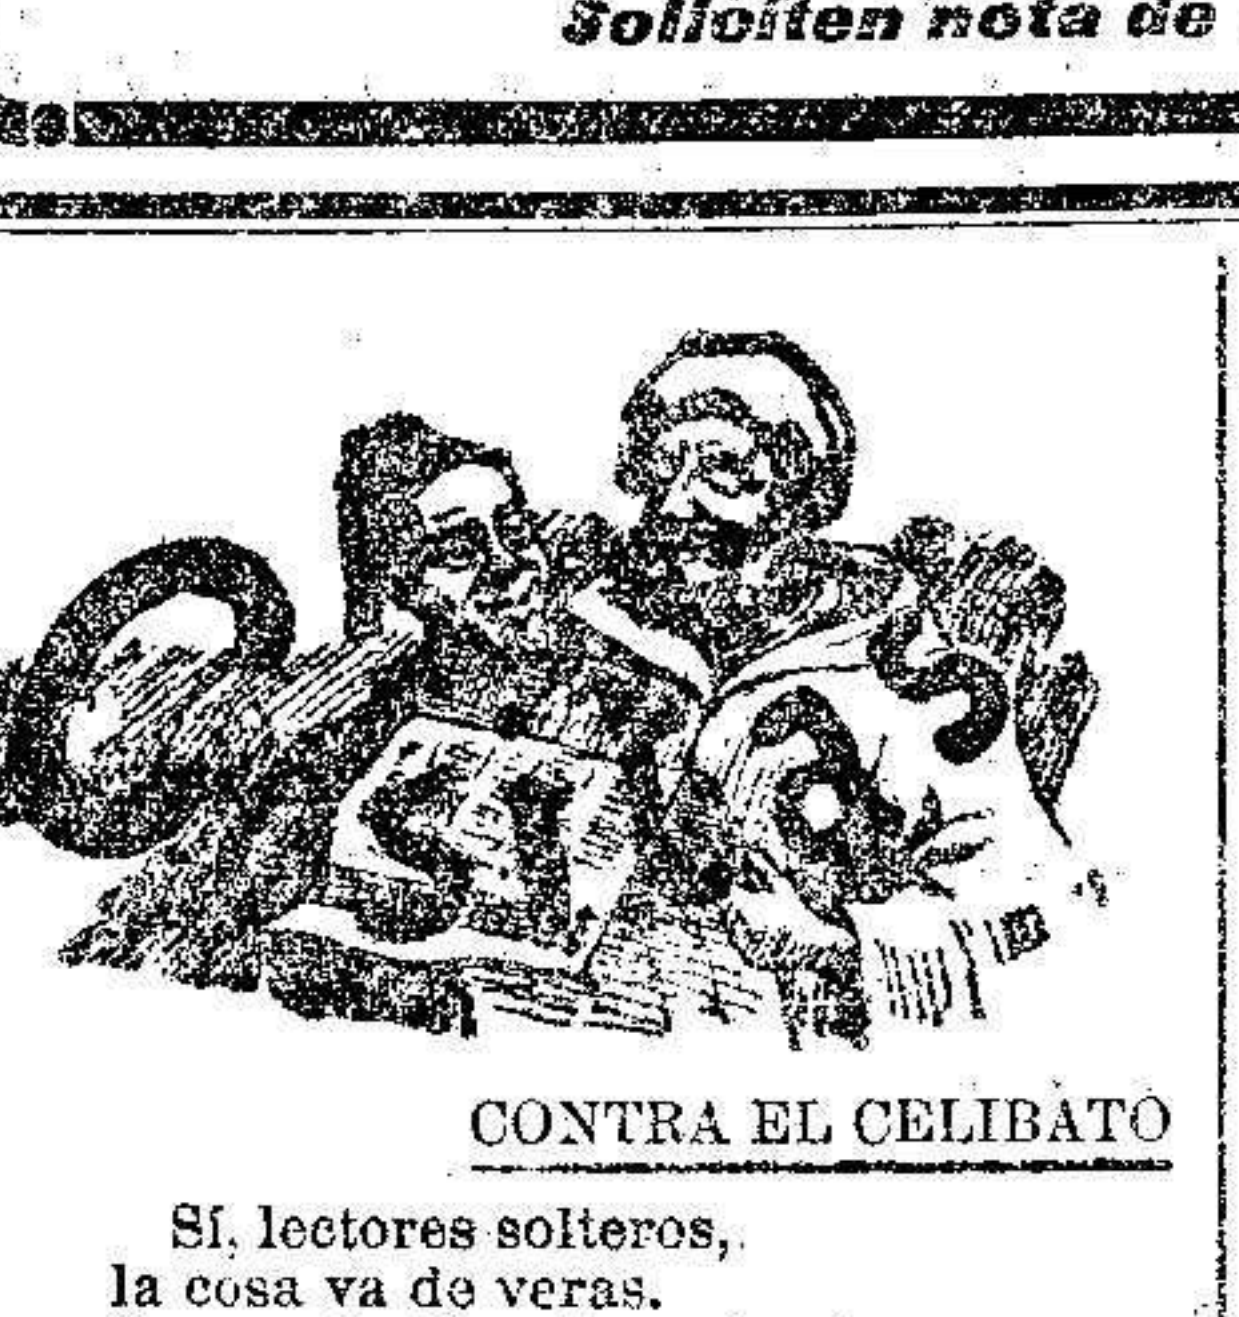 Soliciten nota de
CONTRA EL CELIBATO
Sí, lectores solteros,
la cosa va de veras.